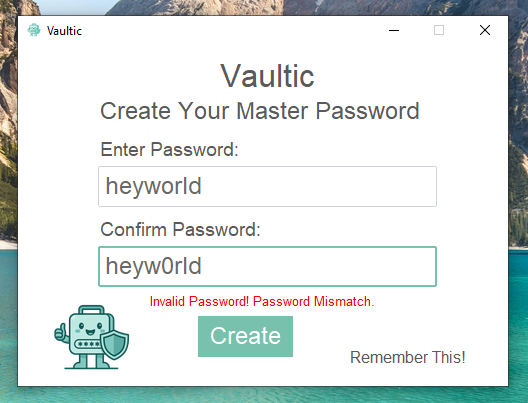 Vaultic
Vaultic
Create Your Master Password
Enter Password:
heyworld
Confirm Password:
heyw0rld
Invalid Password! Password Mismatch.
Create
Remember This!